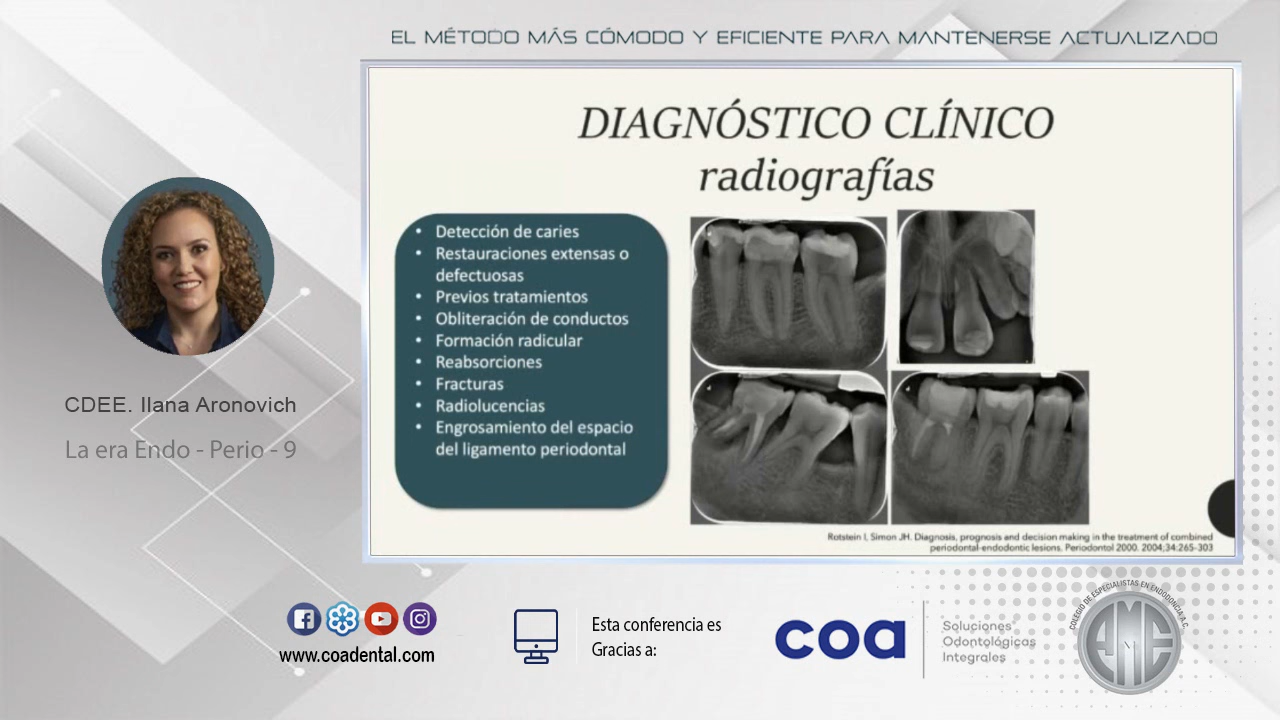 EL MÉTODO MÁS CÓMODO Y EFICIENTE PARA MANTENERSE ACTUALIZADO
DIAGNÓSTICO CLÍNICO
radiografías
• Detección de caries
• Restauraciones extensas o
defectuosas
• Previos tratamientos
• Obliteración de conductos
• Formación radicular
• Reabsorciones
• Fracturas
• Radiolucencias
• Engrosamiento del espacio
del ligamento periodontal
Rotstein I, Simon JH. Diagnosis, prognosis and decision making in the treatment of combined
periodontal-endodontic lesions. Periodontol 2000. 2004;34:265-303
CDEE. Ilana Aronovich
La era Endo - Perio - 9
www.coadental.com
Esta conferencia es
Gracias a:
coa
Soluciones
Odontológicas
Integrales
COLEGIO DE ESPECIALISTAS EN ENDODONCIA A.C.
AME